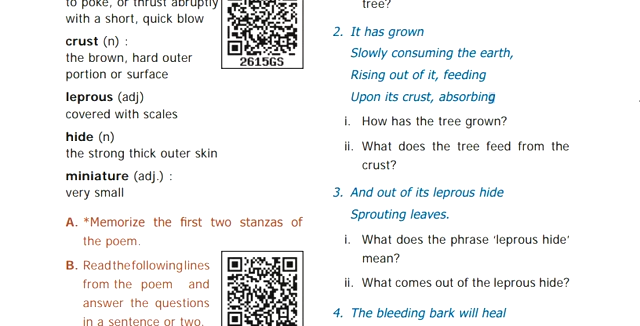 to poke, or thrust abruptly
with a short, quick blow
crust (n) :
the brown, hard outer
portion or surface
leprous (adj)
covered with scales
hide (n)
the strong thick outer skin
miniature (adj.) :
very small
A. *Memorize the first two stanzas of
the poem.
B. Read the following lines
from the poem and
answer the questions
in a sentence or two.
2615GS
tree?
2. It has grown
Slowly consuming the earth,
Rising out of it, feeding
Upon its crust, absorbing
i. How has the tree grown?
ii. What does the tree feed from the
crust?
3. And out of its leprous hide
Sprouting leaves.
i. What does the phrase 'leprous hide'
mean?
ii. What comes out of the leprous hide?
4. The bleeding bark will heal